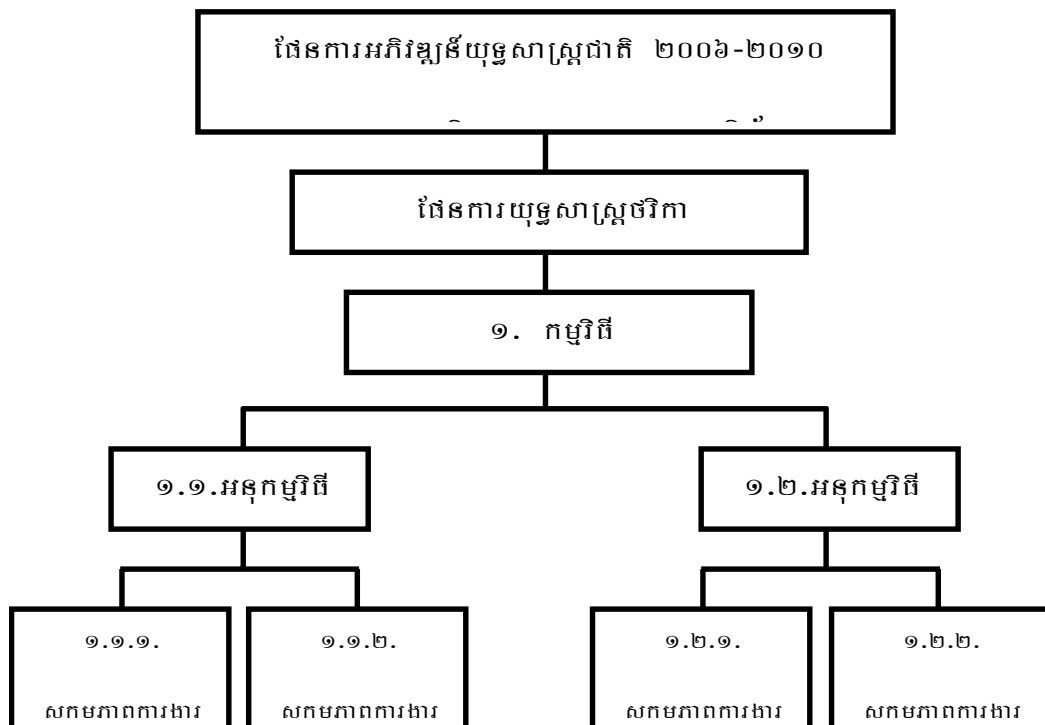 ផែនការអភិវឌ្ឍន៍យុទ្ធសាស្ត្រជាតិ ២០០៦-២០១០
ផែនការយុទ្ធសាស្ត្រថវិកា
១. កម្មវិធី
១.១.អនុកម្មវិធី
១.២.អនុកម្មវិធី
១.១.១.
សកមភាពការងារ
១.១.២.
សកមភាពការងារ
១.២.១.
សកមភាពការងារ
១.២.២.
សកមភាពការងារ